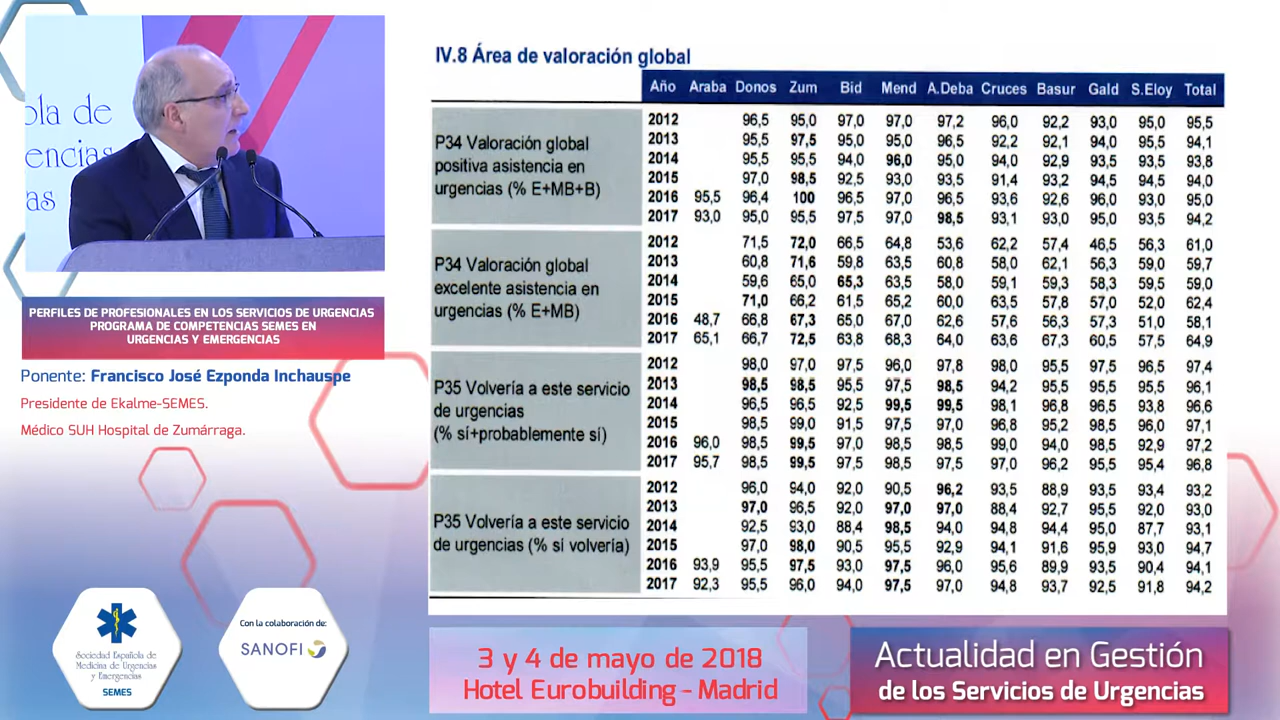 ola de
encias
as
PERFILES DE PROFESIONALES EN LOS SERVICIOS DE URGENCIAS
PROGRAMA DE COMPETENCIAS SEMES EN
URGENCIAS Y EMERGENCIAS
Ponente: Francisco José Ezponda Inchauspe
Presidente de Ekalme-SEMES.
Médico SUH Hospital de Zumárraga.
Sociedad Española de
Medicina de Urgencias
y Emergencias
SEMES
Con la colaboración de:
SANOFI
IV.8 Área de valoración global
Año Araba Donos Zum Bid Mend A.Deba Cruces Basur Gald S.Eloy Total
P34 Valoración global
positiva asistencia en
urgencias (% E+MB+B)
2012 96,5 95,0 97,0 97,0 97,2 96,0 92,2 93,0 95,0 95,5
2013 95,5 97,5 95,0 95,0 96,5 92,2 92,1 94,0 95,5 94,1
2014 95,5 95,5 94,0 96,0 95,0 94,0 92,9 93,5 93,5 93,8
2015 97,0 98,5 92,5 93,0 93,5 91,4 93,2 94,5 94,5 94,0
2016 95,5 96,4 100 96,5 97,0 96,5 93,6 92,6 96,0 93,0 95,0
2017 93,0 95,0 95,5 97,5 97,0 98,5 93,1 93,0 95,0 93,5 94,2
P34 Valoración global
excelente asistencia en
urgencias (% E+MB)
2012 71,5 72,0 66,5 64,8 53,6 62,2 57,4 46,5 56,3 61,0
2013 60,8 71,6 59,8 63,5 60,8 58,0 62,1 56,3 59,0 59,7
2014 59,6 65,0 65,3 63,5 58,0 59,1 59,3 58,3 59,5 59,0
2015 71,0 66,2 61,5 65,2 60,0 63,5 57,8 57,0 52,0 62,4
2016 48,7 66,8 67,3 65,0 67,0 62,6 57,6 56,3 57,3 51,0 58,1
2017 65,1 66,7 72,5 63,8 68,3 64,0 63,6 67,3 60,5 57,5 64,9
P35 Volvería a este servicio
de urgencias
(% sí+probablemente sí)
2012 98,0 97,0 97,5 96,0 97,8 98,0 95,5 97,5 96,5 97,4
2013 98,5 98,5 95,5 97,5 98,5 94,2 95,5 95,5 95,5 96,1
2014 96,5 96,5 92,5 99,5 99,5 98,1 96,8 96,5 93,8 96,6
2015 98,5 99,0 91,5 97,5 97,0 96,8 95,2 98,5 96,0 97,1
2016 96,0 98,5 99,5 97,0 98,5 98,5 99,0 94,0 98,5 92,9 97,2
2017 95,7 98,5 99,5 97,5 98,5 97,5 97,0 96,2 95,5 95,4 96,8
P35 Volvería a este servicio
de urgencias (% sí volvería)
2012 96,0 94,0 92,0 90,5 96,2 93,5 88,9 93,5 93,4 93,2
2013 97,0 96,5 92,0 97,0 97,0 88,4 92,7 95,5 92,0 93,0
2014 92,5 93,0 88,4 98,5 94,0 94,8 94,4 95,0 87,7 93,1
2015 97,0 98,0 90,5 95,5 92,9 94,1 91,6 95,9 93,0 94,7
2016 93,9 95,5 97,5 93,0 97,5 96,0 95,6 89,9 93,5 90,4 94,1
2017 92,3 95,5 96,0 94,0 97,5 97,0 94,8 93,7 92,5 91,8 94,2
3 y 4 de mayo de 2018
Hotel Eurobuilding - Madrid
Actualidad en Gestión
de los Servicios de Urgencias